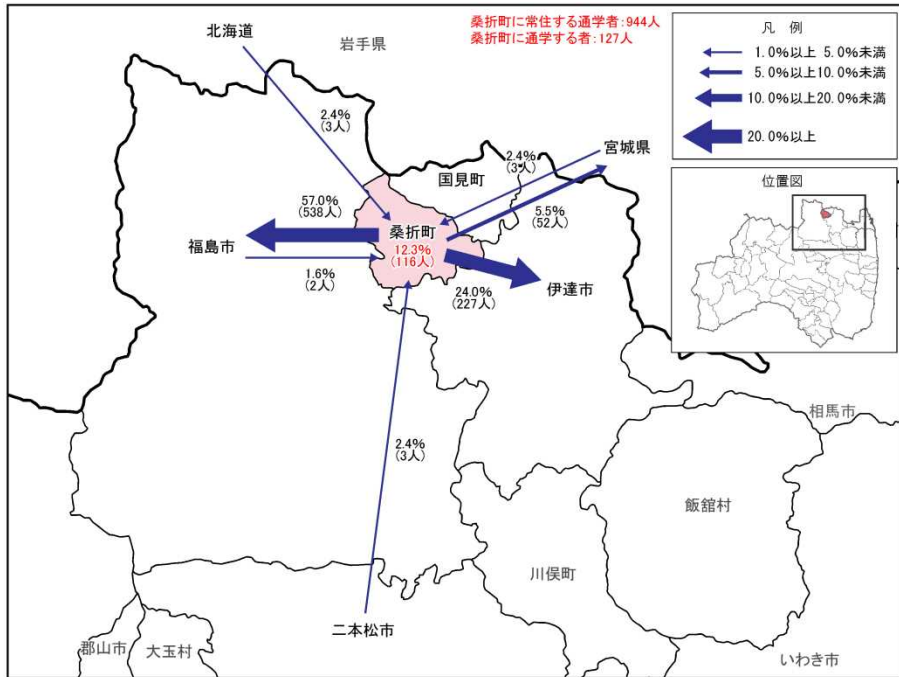 北海道
岩手県
桑折町に常住する通学者：944人
桑折町に通学する者：127人
凡 例
1.0%以上 5.0%未満
5.0%以上10.0%未満
10.0%以上20.0%未満
20.0%以上
2.4%
(3人)
宮城県
2.4%
(3人)
国見町
位置図
57.0%
(538人)
5.5%
(52人)
桑折町
12.3%
(116人)
福島市
1.6%
(2人)
24.0%
(227人)
伊達市
相馬市
2.4%
(3人)
飯舘村
川俣町
二本松市
郡山市
大玉村
いわき市